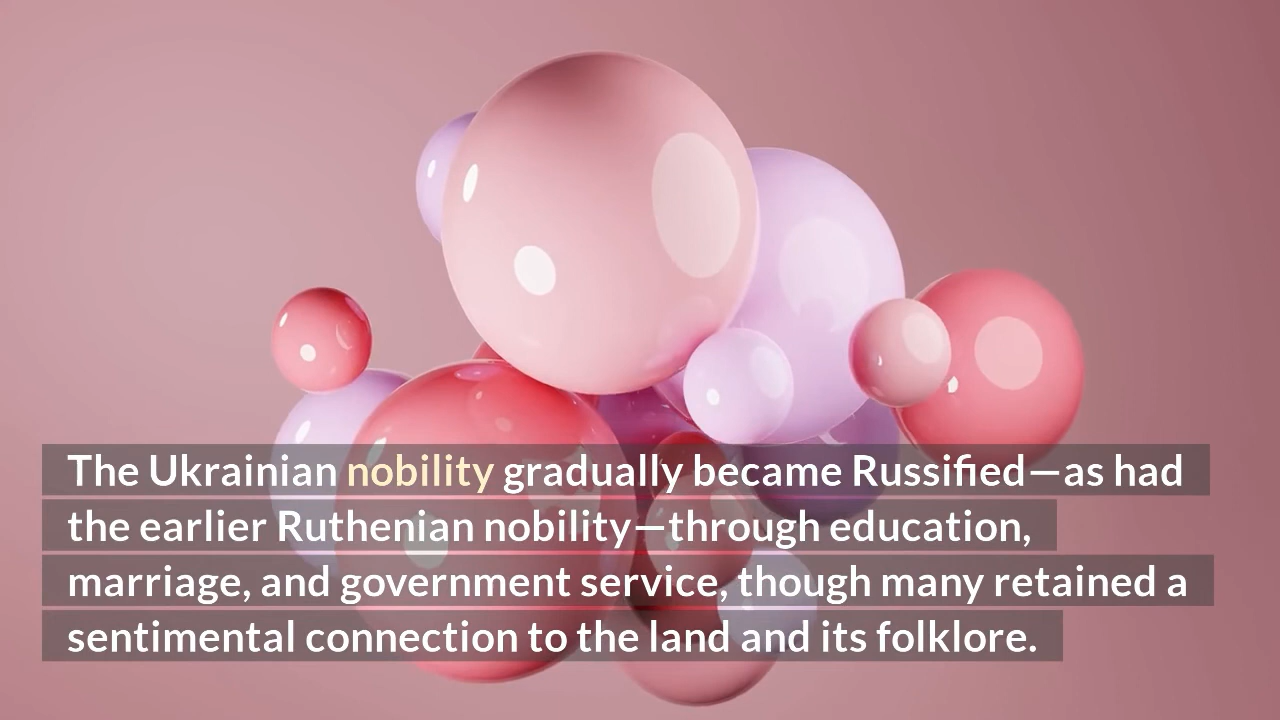 The Ukrainian nobility gradually became Russified—as had
the earlier Ruthenian nobility—through education,
marriage, and government service, though many retained a
sentimental connection to the land and its folklore.